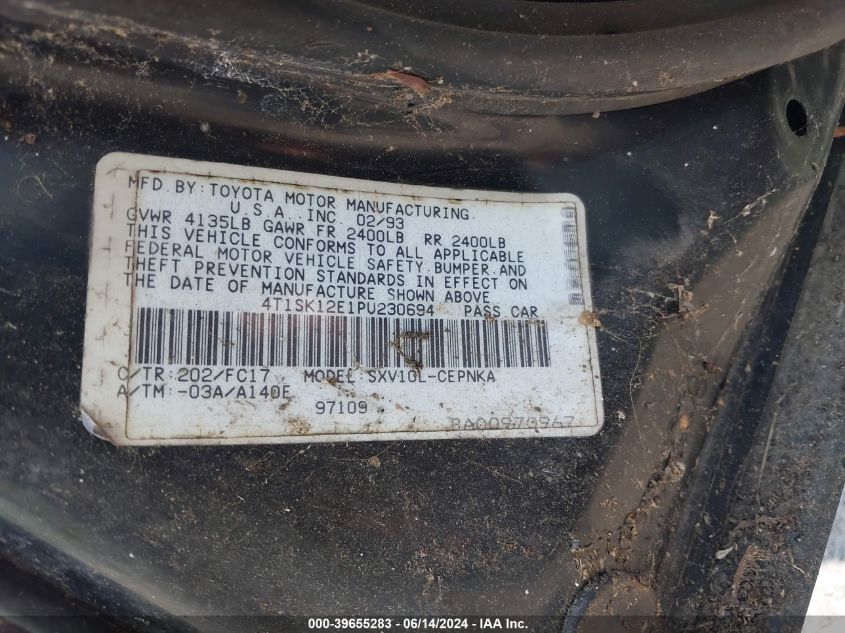 MFD. BY: TOYOTA MOTOR MANUFACTURING.
U.S.A. INC. 02/93
GVWR 4135LB GAWR FR 2400LB RR 2400LB
THIS VEHICLE CONFORMS TO ALL APPLICABLE
FEDERAL MOTOR VEHICLE SAFETY, BUMPER, AND
THEFT PREVENTION STANDARDS IN EFFECT ON
THE DATE OF MANUFACTURE SHOWN ABOVE.
4T1SK12E1PU230694 PASS.CAR
C/TR: 202/FC17 MODEL: SXV10L-CEPNKA
A/TM -03A/A140E
97109
BA00970967
000-39655283 - 06/14/2024 - IAA Inc.